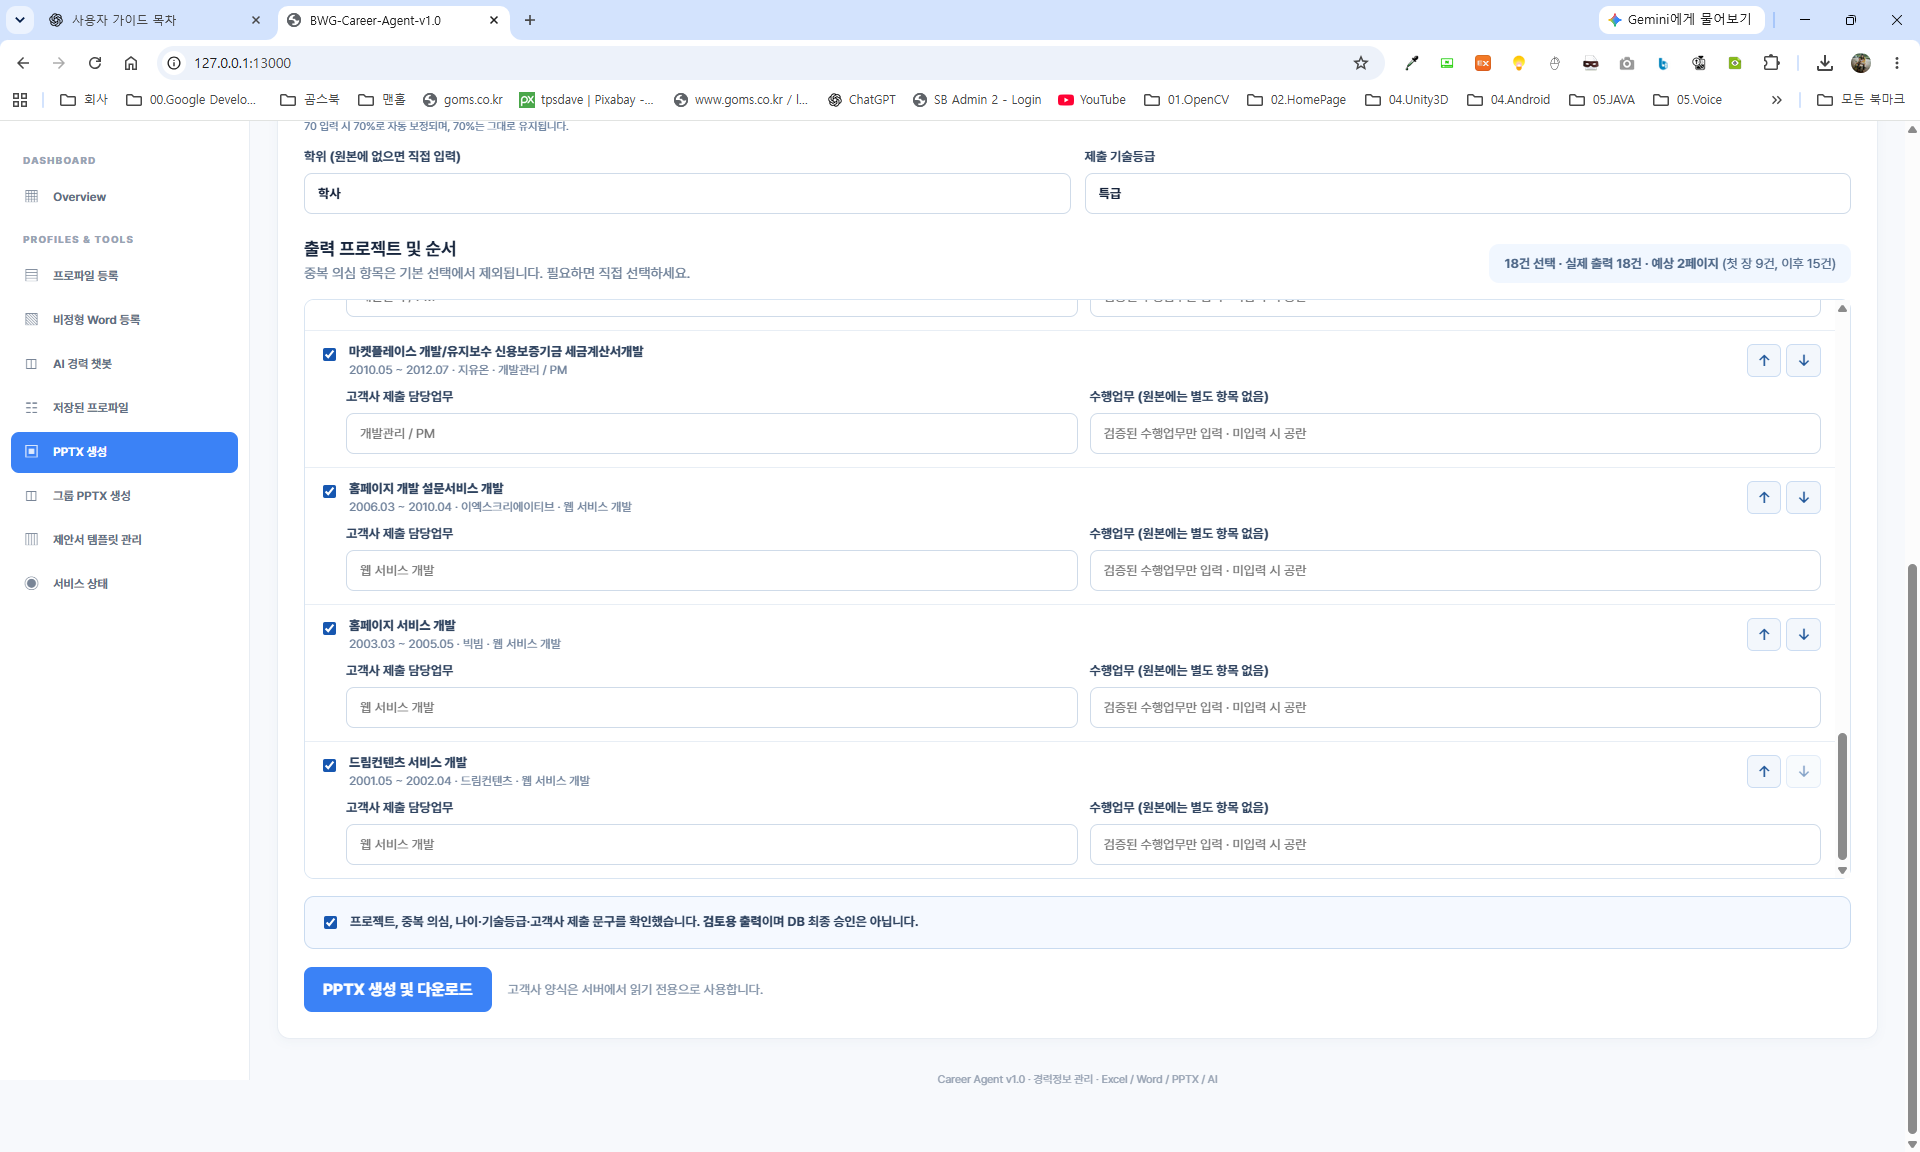 사용자 가이드 목차
BWG-Career-Agent-v1.0
Gemini에게 물어보기
127.0.0.1:13000
회사
00.Google Develo...
곰스북
맨홀
goms.co.kr
tpsdave | Pixabay -...
www.goms.co.kr / l...
ChatGPT
SB Admin 2 - Login
YouTube
01.OpenCV
02.HomePage
04.Unity3D
04.Android
05.JAVA
05.Voice
모든 북마크
DASHBOARD
Overview
PROFILES & TOOLS
프로파일 등록
비정형 Word 등록
AI 경력 챗봇
저장된 프로파일
PPTX 생성
그룹 PPTX 생성
제안서 템플릿 관리
서비스 상태
70 입력 시 70%로 자동 보정되며, 70%는 그대로 유지됩니다.
학위 (원본에 없으면 직접 입력)
제출 기술등급
학사
특급
출력 프로젝트 및 순서
중복 의심 항목은 기본 선택에서 제외됩니다. 필요하면 직접 선택하세요.
18건 선택 · 실제 출력 18건 · 예상 2페이지 (첫 장 9건, 이후 15건)
마켓플레이스 개발/유지보수 신용보증기금 세금계산서개발
2010.05 ~ 2012.07 · 지유온 · 개발관리 / PM
고객사 제출 담당업무
수행업무 (원본에는 별도 항목 없음)
개발관리 / PM
검증된 수행업무만 입력 · 미입력 시 공란
홈페이지 개발 설문서비스 개발
2006.03 ~ 2010.04 · 이엑스크리에이티브 · 웹 서비스 개발
고객사 제출 담당업무
수행업무 (원본에는 별도 항목 없음)
웹 서비스 개발
검증된 수행업무만 입력 · 미입력 시 공란
홈페이지 서비스 개발
2003.03 ~ 2005.05 · 빅빔 · 웹 서비스 개발
고객사 제출 담당업무
수행업무 (원본에는 별도 항목 없음)
웹 서비스 개발
검증된 수행업무만 입력 · 미입력 시 공란
드림컨텐츠 서비스 개발
2001.05 ~ 2002.04 · 드림컨텐츠 · 웹 서비스 개발
고객사 제출 담당업무
수행업무 (원본에는 별도 항목 없음)
웹 서비스 개발
검증된 수행업무만 입력 · 미입력 시 공란
프로젝트, 중복 의심, 나이·기술등급·고객사 제출 문구를 확인했습니다. 검토용 출력이며 DB 최종 승인은 아닙니다.
PPTX 생성 및 다운로드
고객사 양식은 서버에서 읽기 전용으로 사용합니다.
Career Agent v1.0 · 경력정보 관리 · Excel / Word / PPTX / AI